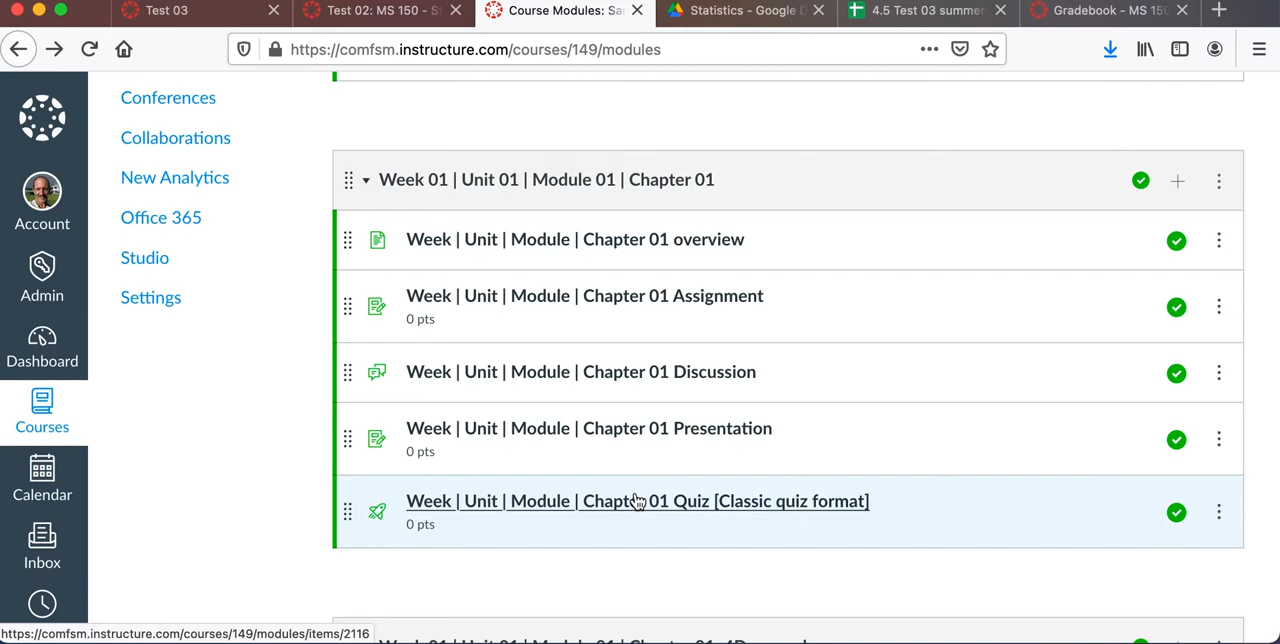 Test 03
Test 02: MS 150 - St
Course Modules: Sa
Statistics - Google D
4.5 Test 03 summer
Gradebook - MS 150
https://comfsm.instructure.com/courses/149/modules
Conferences
Collaborations
New Analytics
Office 365
Studio
Settings
Account
Admin
Dashboard
Courses
Calendar
Inbox
Week 01 | Unit 01 | Module 01 | Chapter 01
Week | Unit | Module | Chapter 01 overview
Week | Unit | Module | Chapter 01 Assignment
0 pts
Week | Unit | Module | Chapter 01 Discussion
Week | Unit | Module | Chapter 01 Presentation
0 pts
Week | Unit | Module | Chapter 01 Quiz [Classic quiz format]
0 pts
https://comfsm.instructure.com/courses/149/modules/items/2116